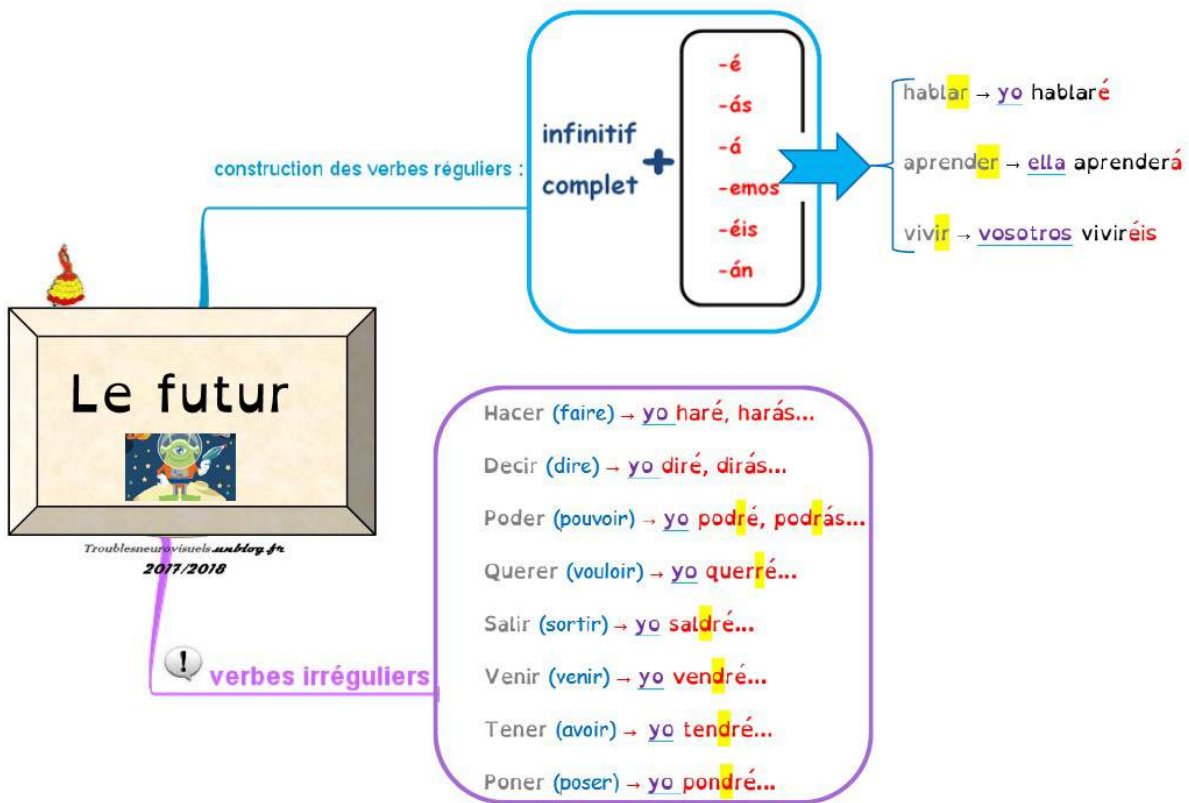 construction des verbes réguliers :
infinitif
complet
+
-é
-ás
-á
-emos
-éis
-án
hablar → yo hablaré
aprender → ella aprenderá
vivir → vosotros viviréis
Le futur
Troublesneurovisuels.unblog.fr
2017/2018
! verbes irréguliers
Hacer (faire) → yo haré, harás...
Decir (dire) → yo diré, dirás...
Poder (pouvoir) → yo podré, podrás...
Querer (vouloir) → yo querré...
Salir (sortir) → yo saldré...
Venir (venir) → yo vendré...
Tener (avoir) → yo tendré...
Poner (poser) → yo pondré...